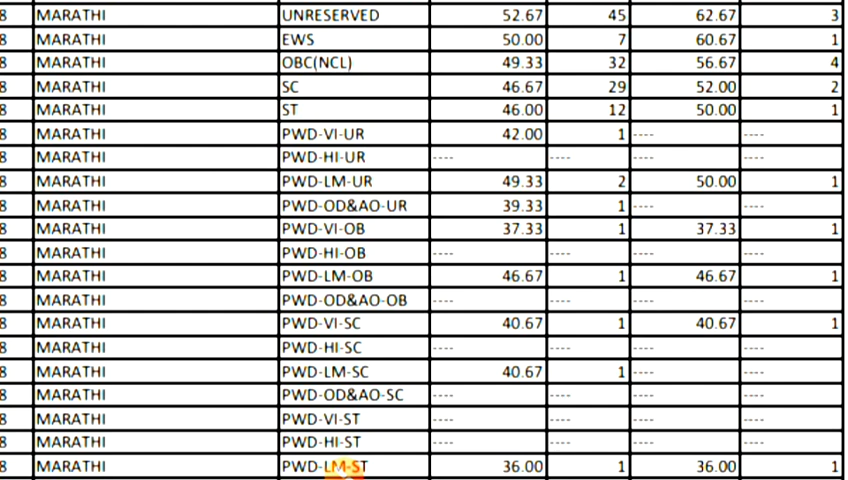 8 MARATHI UNRESERVED 52.67 45 62.67 3
8 MARATHI EWS 50.00 7 60.67 1
8 MARATHI OBC(NCL) 49.33 32 56.67 4
8 MARATHI SC 46.67 29 52.00 2
8 MARATHI ST 46.00 12 50.00 1
8 MARATHI PWD-VI-UR 42.00 1 ---- ----
8 MARATHI PWD-HI-UR ---- ---- ---- ----
8 MARATHI PWD-LM-UR 49.33 2 50.00 1
8 MARATHI PWD-OD&AO-UR 39.33 1 ---- ----
8 MARATHI PWD-VI-OB 37.33 1 37.33 1
8 MARATHI PWD-HI-OB ---- ---- ---- ----
8 MARATHI PWD-LM-OB 46.67 1 46.67 1
8 MARATHI PWD-OD&AO-OB ---- ---- ---- ----
8 MARATHI PWD-VI-SC 40.67 1 40.67 1
8 MARATHI PWD-HI-SC ---- ---- ---- ----
8 MARATHI PWD-LM-SC 40.67 1 ---- ----
8 MARATHI PWD-OD&AO-SC ---- ---- ---- ----
8 MARATHI PWD-VI-ST ---- ---- ---- ----
8 MARATHI PWD-HI-ST ---- ---- ---- ----
8 MARATHI PWD-LM-ST 36.00 1 36.00 1